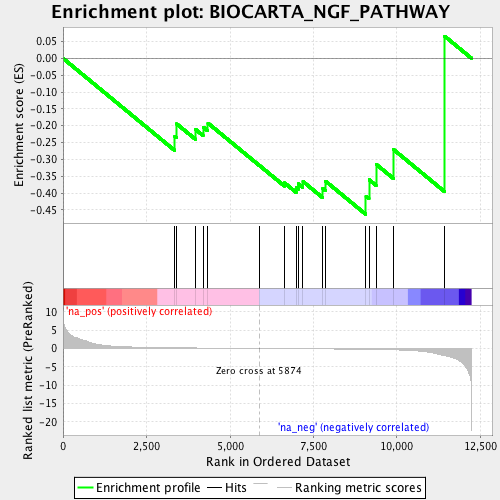 Enrichment plot: BIOCARTA_NGF_PATHWAY
Enrichment score (ES)
0.05
0.00
-0.05
-0.10
-0.15
-0.20
-0.25
-0.30
-0.35
-0.40
-0.45
'na_pos' (positively correlated)
Ranked list metric (PreRanked)
10
5
0
-5
-10
-15
-20
Zero cross at 5874
'na_neg' (negatively correlated)
0
2,500
5,000
7,500
10,000
12,500
Rank in Ordered Dataset
Enrichment profile
Hits
Ranking metric scores